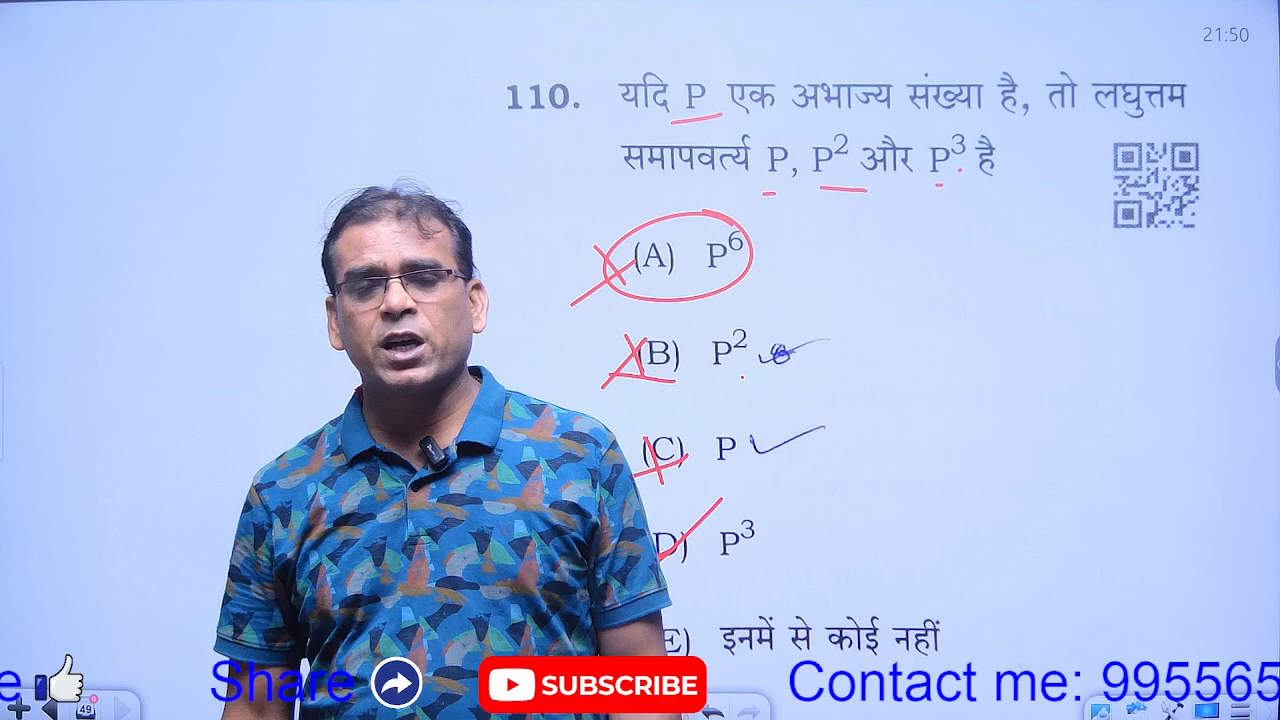 21:50
110. यदि P एक अभाज्य संख्या है, तो लघुत्तम
समापवर्त्य P, P² और P³ है
(A) P⁶
(B) P²
(C) P
D) P³
E) इनमें से कोई नहीं
e Share SUBSCRIBE Contact me: 995565
49